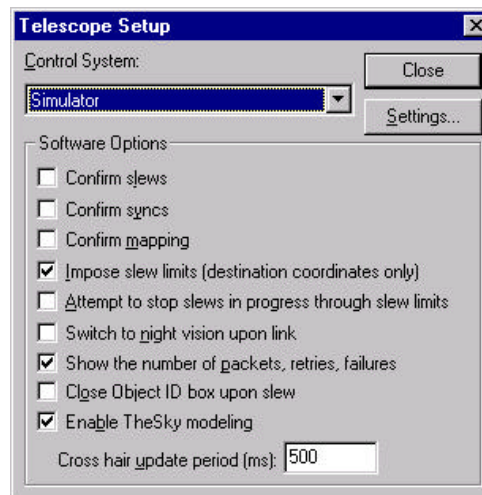 Telescope Setup
Control System:
Close
Simulator
Settings...
Software Options
Confirm slews
Confirm syncs
Confirm mapping
Impose slew limits (destination coordinates only)
Attempt to stop slews in progress through slew limits
Switch to night vision upon link
Show the number of packets, retries, failures
Close Object ID box upon slew
Enable TheSky modeling
Cross hair update period (ms): 500